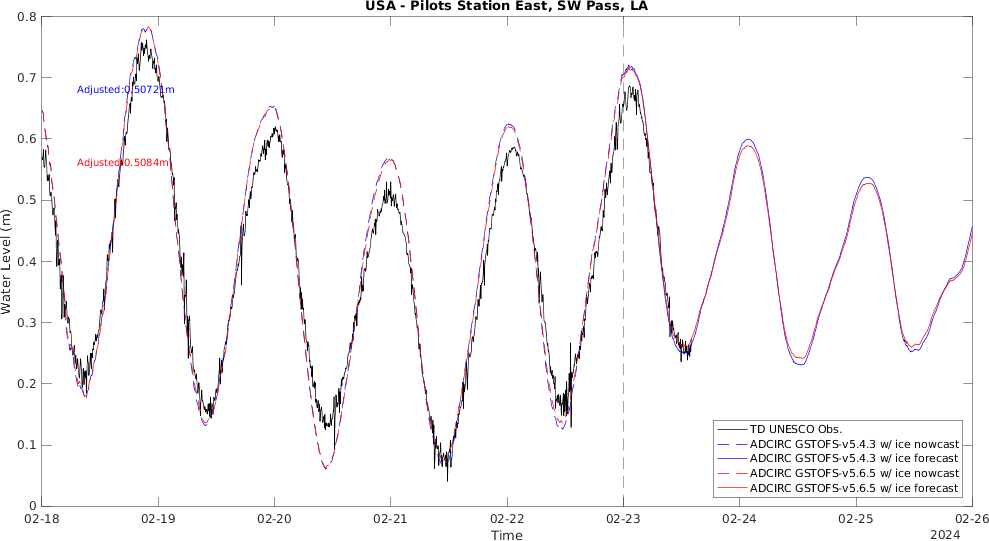 USA - Pilots Station East, SW Pass, LA
0.8
0.7
0.6
0.5
0.4
0.3
0.2
0.1
0
Water Level (m)
Adjusted:0.50721m
Adjusted:0.5084m
TD UNESCO Obs.
ADCIRC GSTOFS-v5.4.3 w/ ice nowcast
ADCIRC GSTOFS-v5.4.3 w/ ice forecast
ADCIRC GSTOFS-v5.6.5 w/ ice nowcast
ADCIRC GSTOFS-v5.6.5 w/ ice forecast
02-18 02-19 02-20 02-21 02-22 02-23 02-24 02-25 02-26
Time
2024